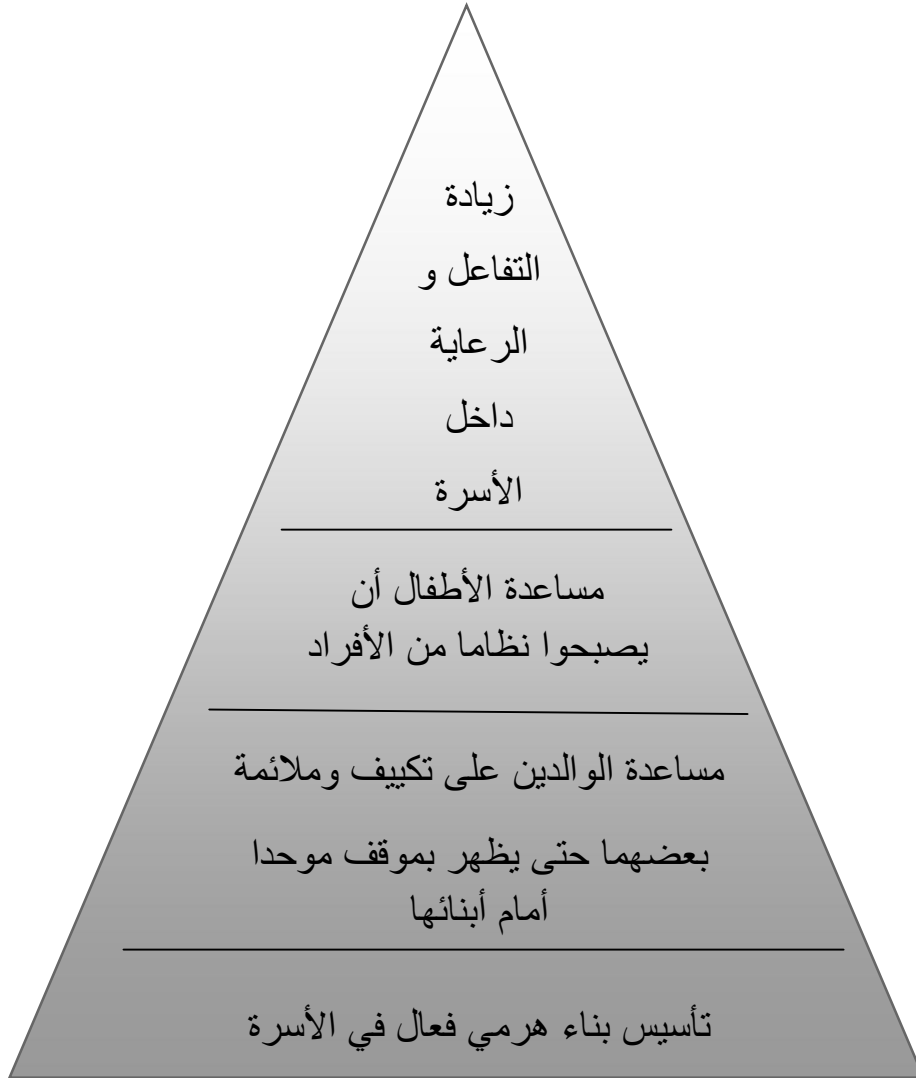 زيادة
التفاعل و
الرعاية
داخل
الأسرة
مساعدة الأطفال أن
يصبحوا نظاما من الأفراد
مساعدة الوالدين على تكييف وملائمة
بعضهما حتى يظهر بموقف موحدا
أمام أبنائها
تأسيس بناء هرمي فعال في الأسرة